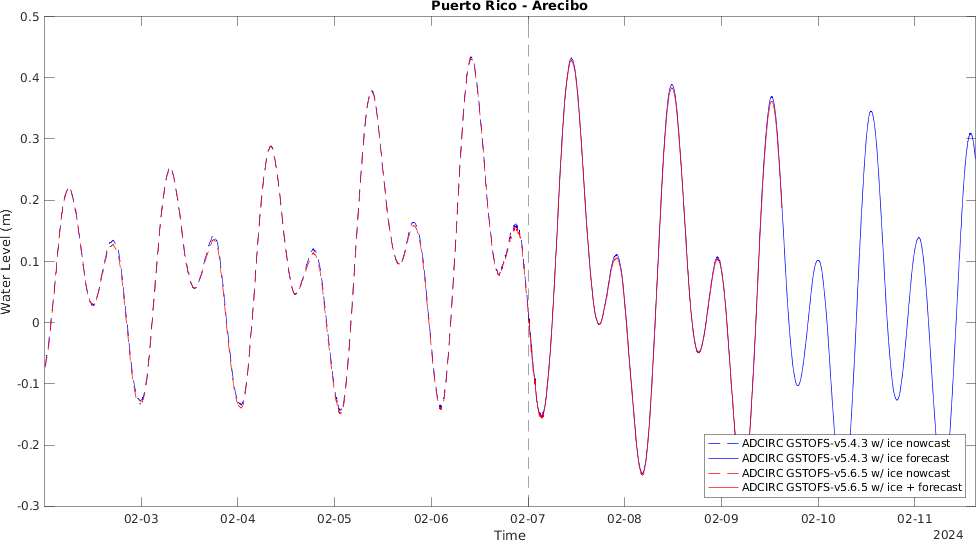 Puerto Rico - Arecibo
0.5
0.4
0.3
0.2
0.1
0
-0.1
-0.2
-0.3
Water Level (m)
ADCIRC GSTOFS-v5.4.3 w/ ice nowcast
ADCIRC GSTOFS-v5.4.3 w/ ice forecast
ADCIRC GSTOFS-v5.6.5 w/ ice nowcast
ADCIRC GSTOFS-v5.6.5 w/ ice + forecast
02-03 02-04 02-05 02-06 02-07 02-08 02-09 02-10 02-11
Time
2024